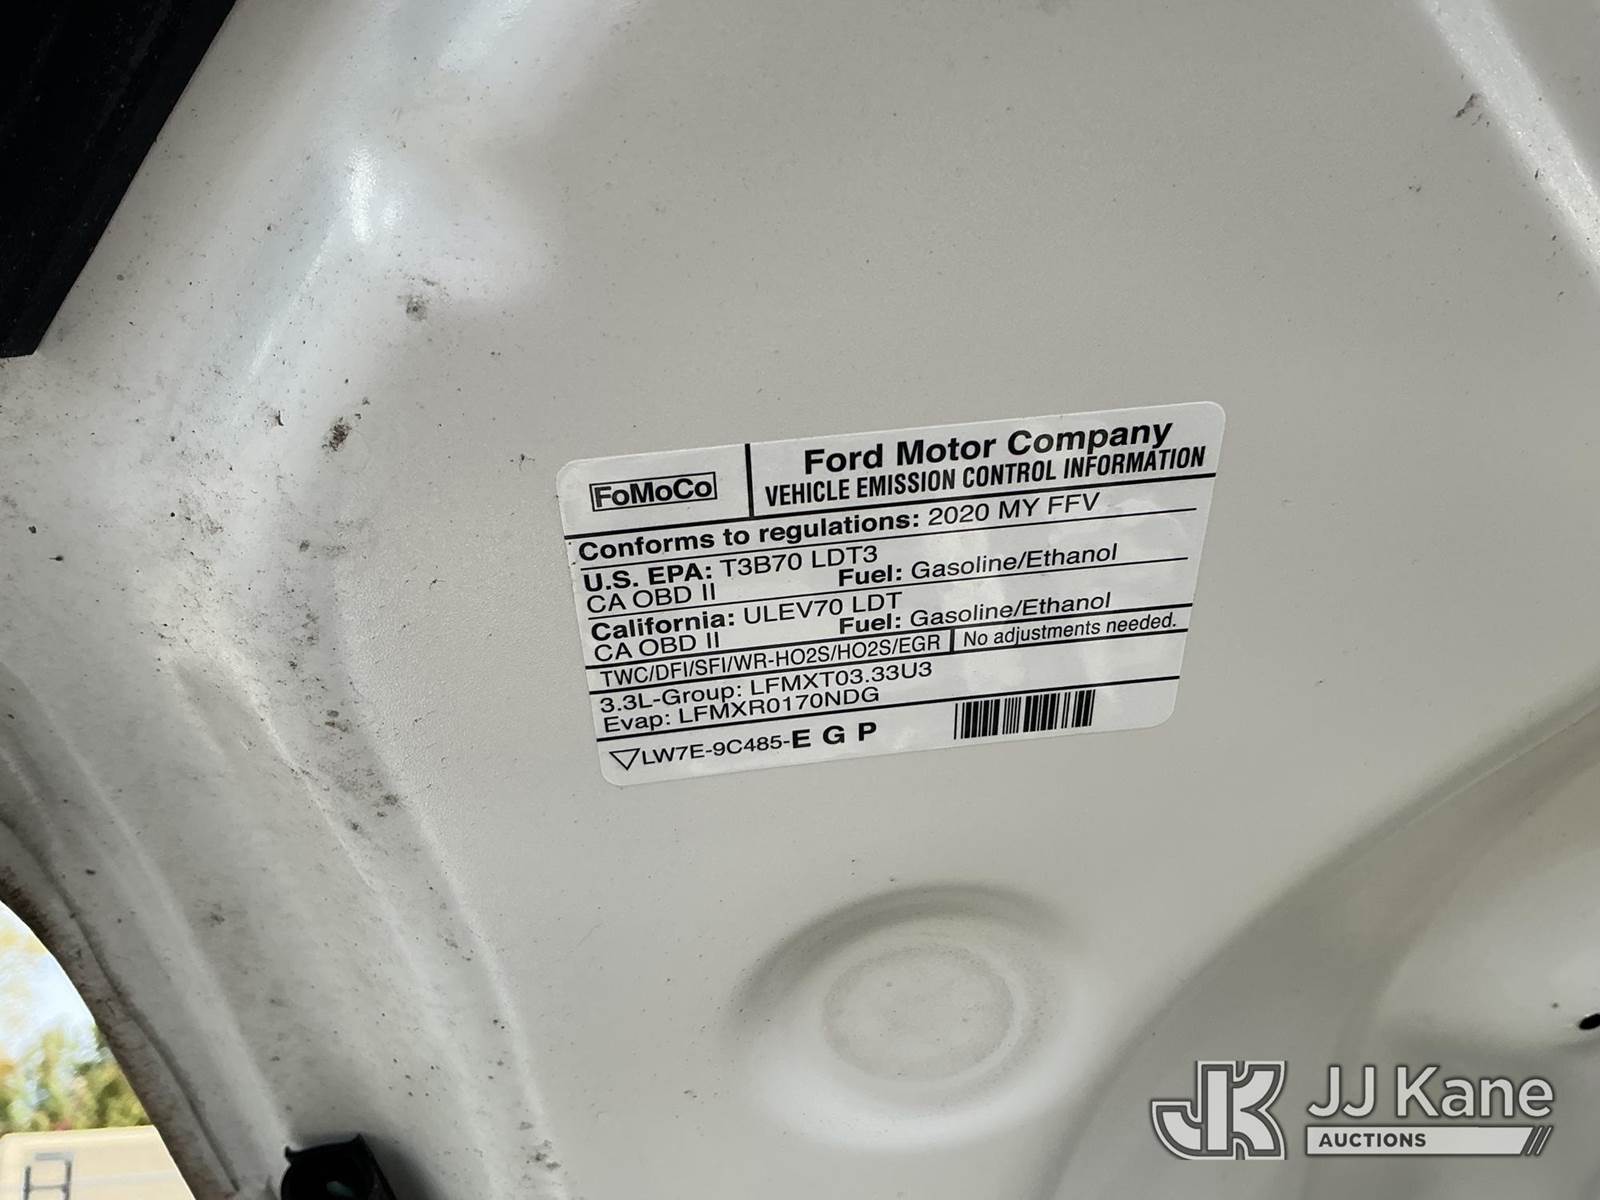 FoMoCo
Ford Motor Company
VEHICLE EMISSION CONTROL INFORMATION
Conforms to regulations: 2020 MY FFV
U.S. EPA: T3B70 LDT3
CA OBD II Fuel: Gasoline/Ethanol
California: ULEV70 LDT
CA OBD II Fuel: Gasoline/Ethanol
TWC/DFI/SFI/WR-HO2S/HO2S/EGR No adjustments needed.
3.3L-Group: LFMXT03.33U3
Evap: LFMXR0170NDG
LW7E-9C485-E G P
JK JJ Kane
AUCTIONS